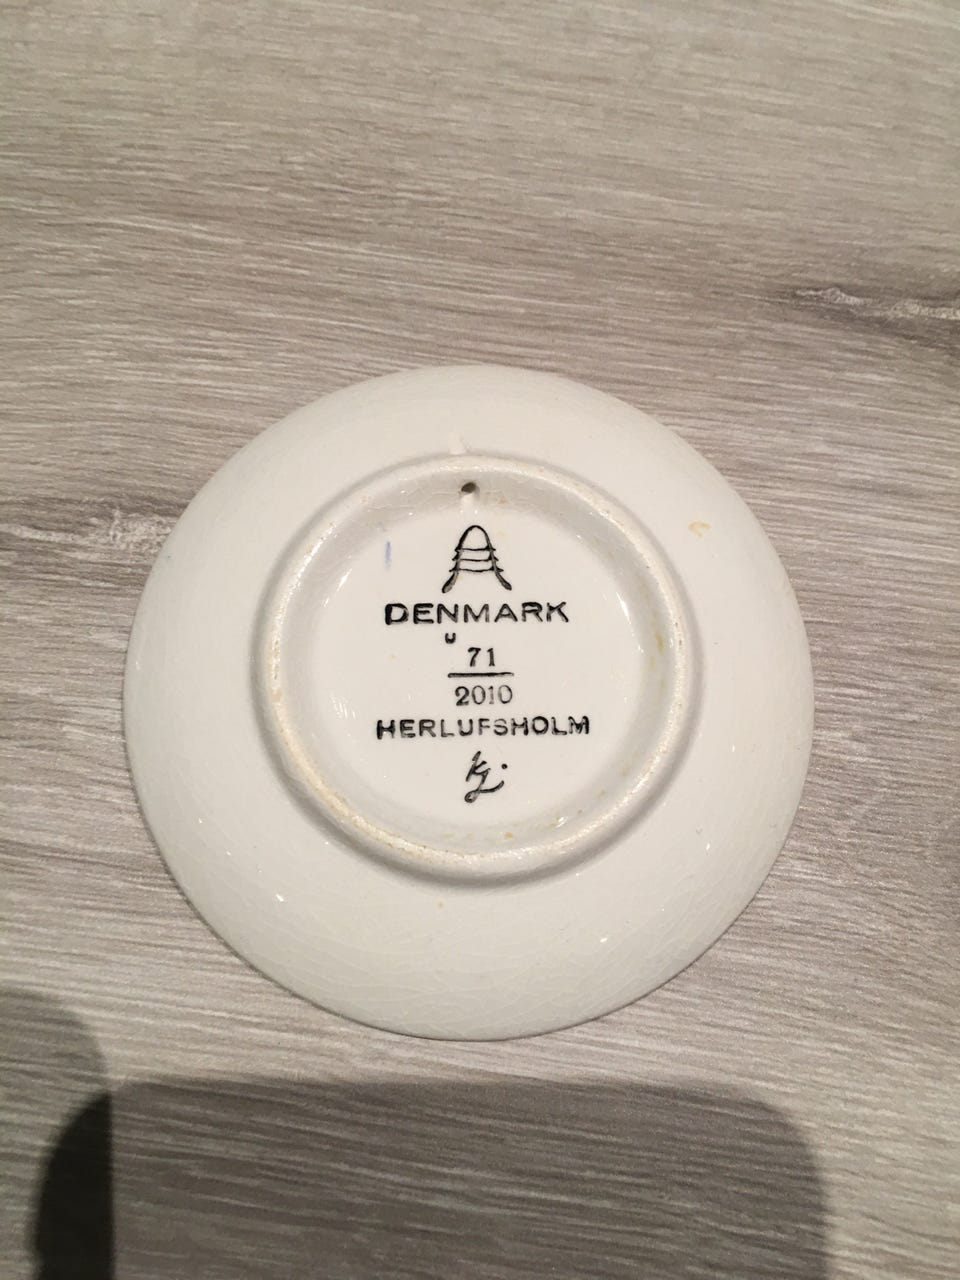 A
DENMARK
U
71
2010
HERLUFSHOLM